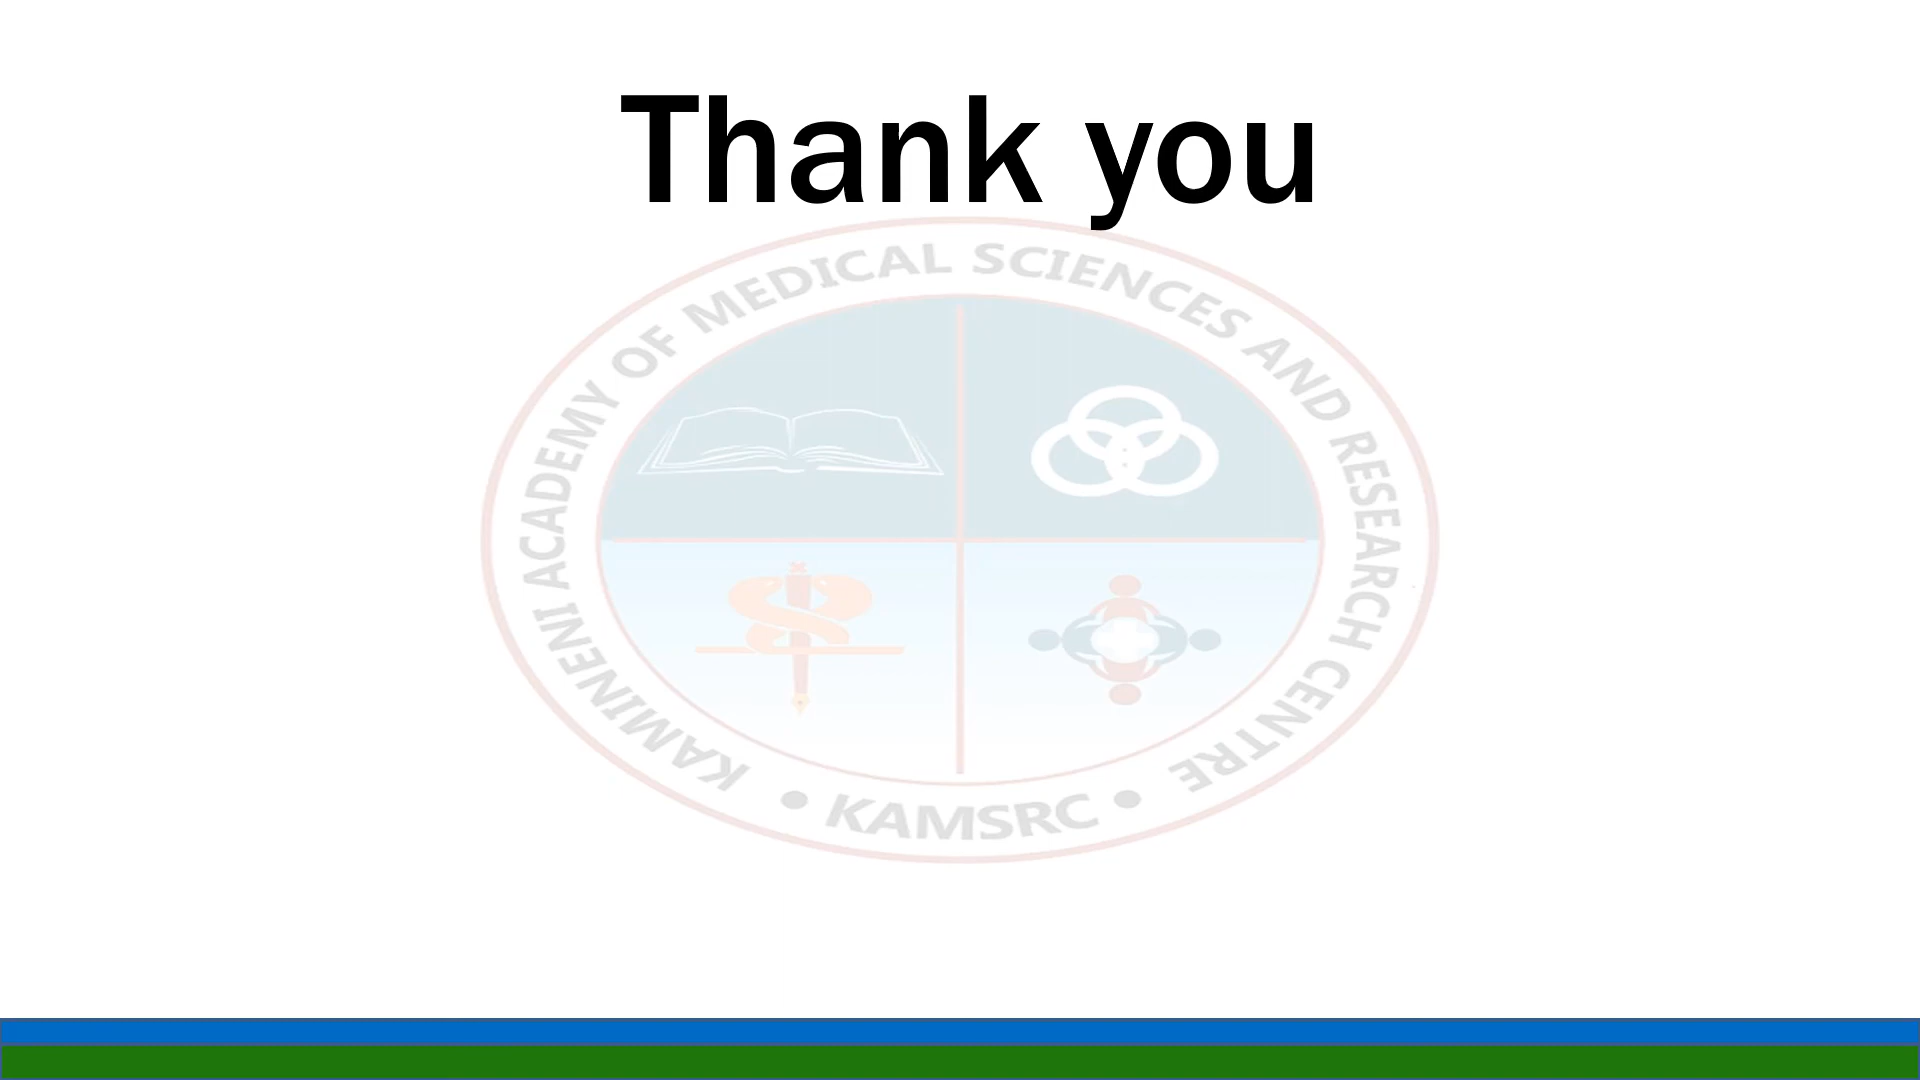 Thank you
KAMINENI ACADEMY OF MEDICAL SCIENCES AND RESEARCH CENTRE
• KAMSRC •